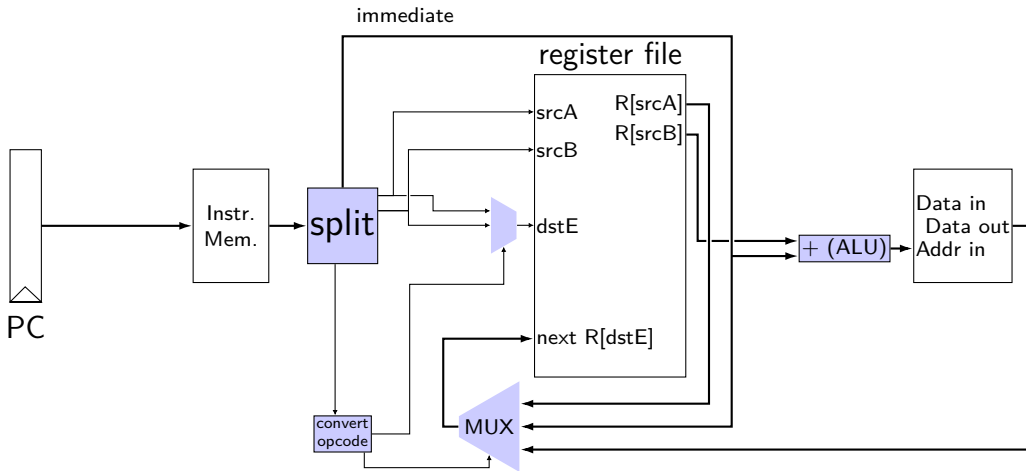 immediate
register file
srcA
R[srcA]
R[srcB]
srcB
Instr.
Mem.
split
dstE
Data in
Data out
Addr in
+ (ALU)
PC
next R[dstE]
convert
opcode
MUX